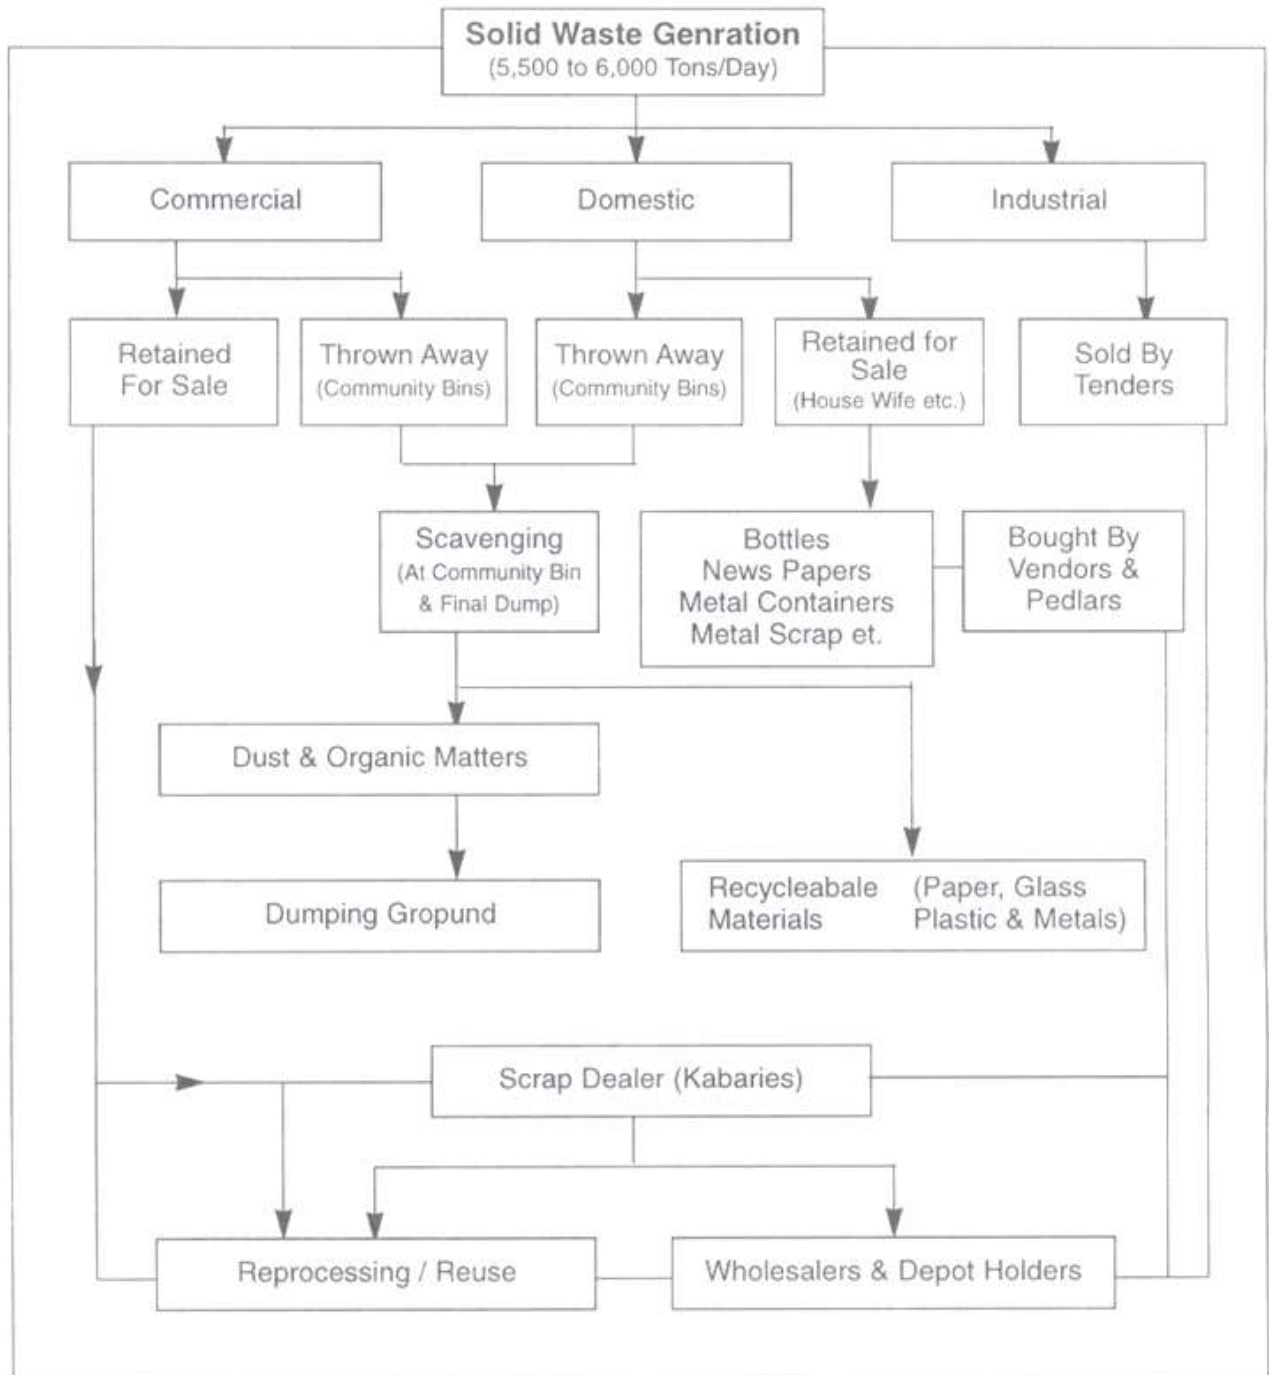 Solid Waste Genration
(5,500 to 6,000 Tons/Day)
Commercial
Domestic
Industrial
Retained
For Sale
Thrown Away
(Community Bins)
Thrown Away
(Community Bins)
Retained for
Sale
(House Wife etc.)
Sold By
Tenders
Scavenging
(At Community Bin
& Final Dump)
Bottles
News Papers
Metal Containers
Metal Scrap et.
Bought By
Vendors &
Pedlars
Dust & Organic Matters
Dumping Gropund
Recycleabale (Paper, Glass
Materials Plastic & Metals)
Scrap Dealer (Kabaries)
Reprocessing / Reuse
Wholesalers & Depot Holders